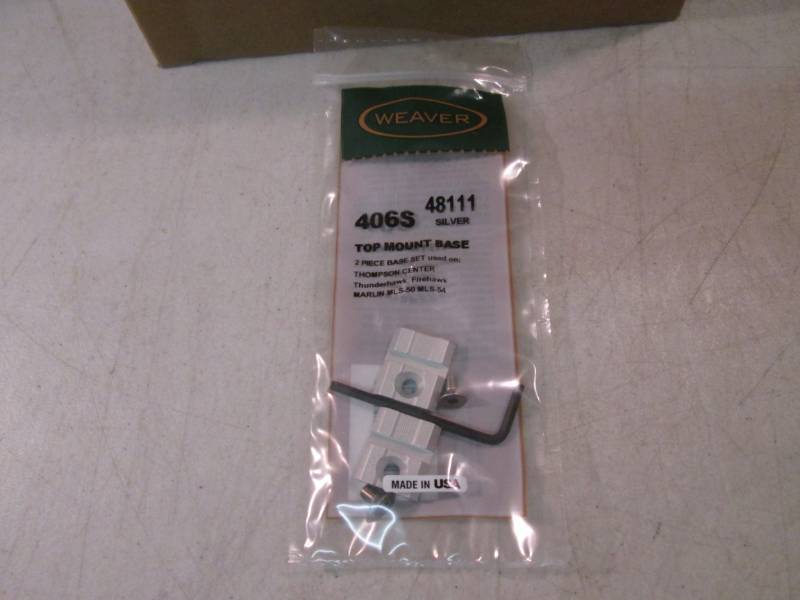 WEAVER
406S 48111
SILVER
TOP MOUNT BASE
2 PIECE BASE SET used on:
THOMPSON CENTER
Thunderhawk, Firehawk
MARLIN MLS-50 MLS-54
MADE IN USA